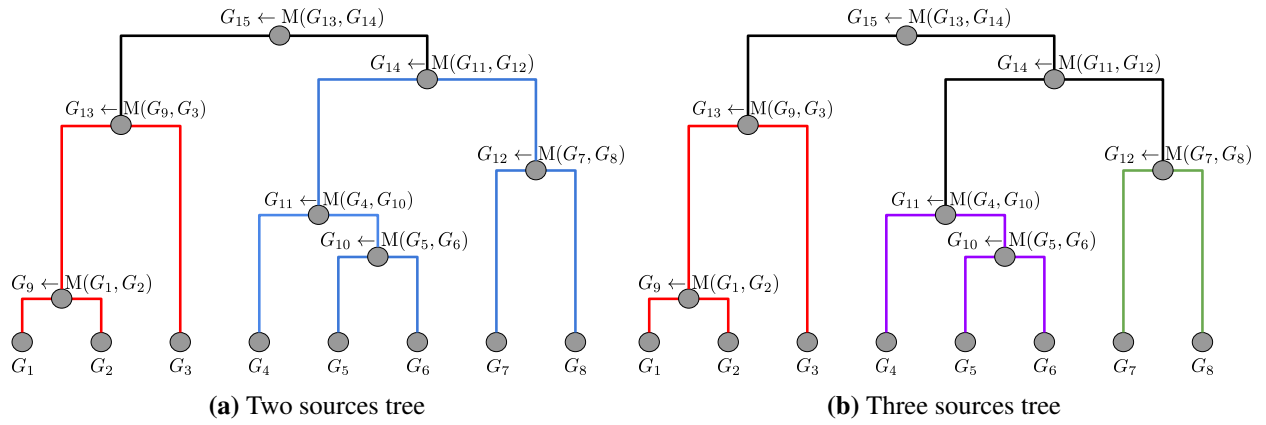 G₁₅ ← M(G₁₃, G₁₄)
G₁₄ ← M(G₁₁, G₁₂)
G₁₃ ← M(G₉, G₃)
G₁₂ ← M(G₇, G₈)
G₁₁ ← M(G₄, G₁₀)
G₁₀ ← M(G₅, G₆)
G₉ ← M(G₁, G₂)
G₁ G₂ G₃ G₄ G₅ G₆ G₇ G₈
(a) Two sources tree
G₁₅ ← M(G₁₃, G₁₄)
G₁₄ ← M(G₁₁, G₁₂)
G₁₃ ← M(G₉, G₃)
G₁₂ ← M(G₇, G₈)
G₁₁ ← M(G₄, G₁₀)
G₁₀ ← M(G₅, G₆)
G₉ ← M(G₁, G₂)
G₁ G₂ G₃ G₄ G₅ G₆ G₇ G₈
(b) Three sources tree